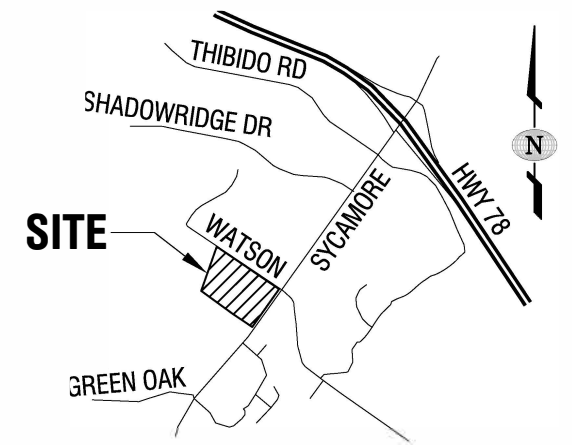 THIBIDO RD
SHADOWRIDGE DR
N
HWY 78
SYCAMORE
SITE
WATSON
GREEN OAK